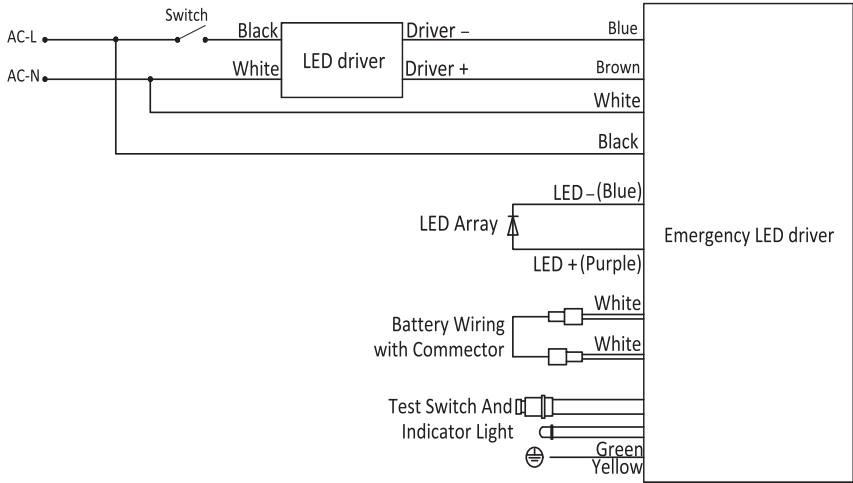 Switch
AC-L
Black
Driver –
Blue
LED driver
AC-N
White
Driver +
Brown
White
Black
LED – (Blue)
LED Array
Emergency LED driver
LED + (Purple)
White
Battery Wiring
with Commector
White
Test Switch And
Indicator Light
Green
Yellow